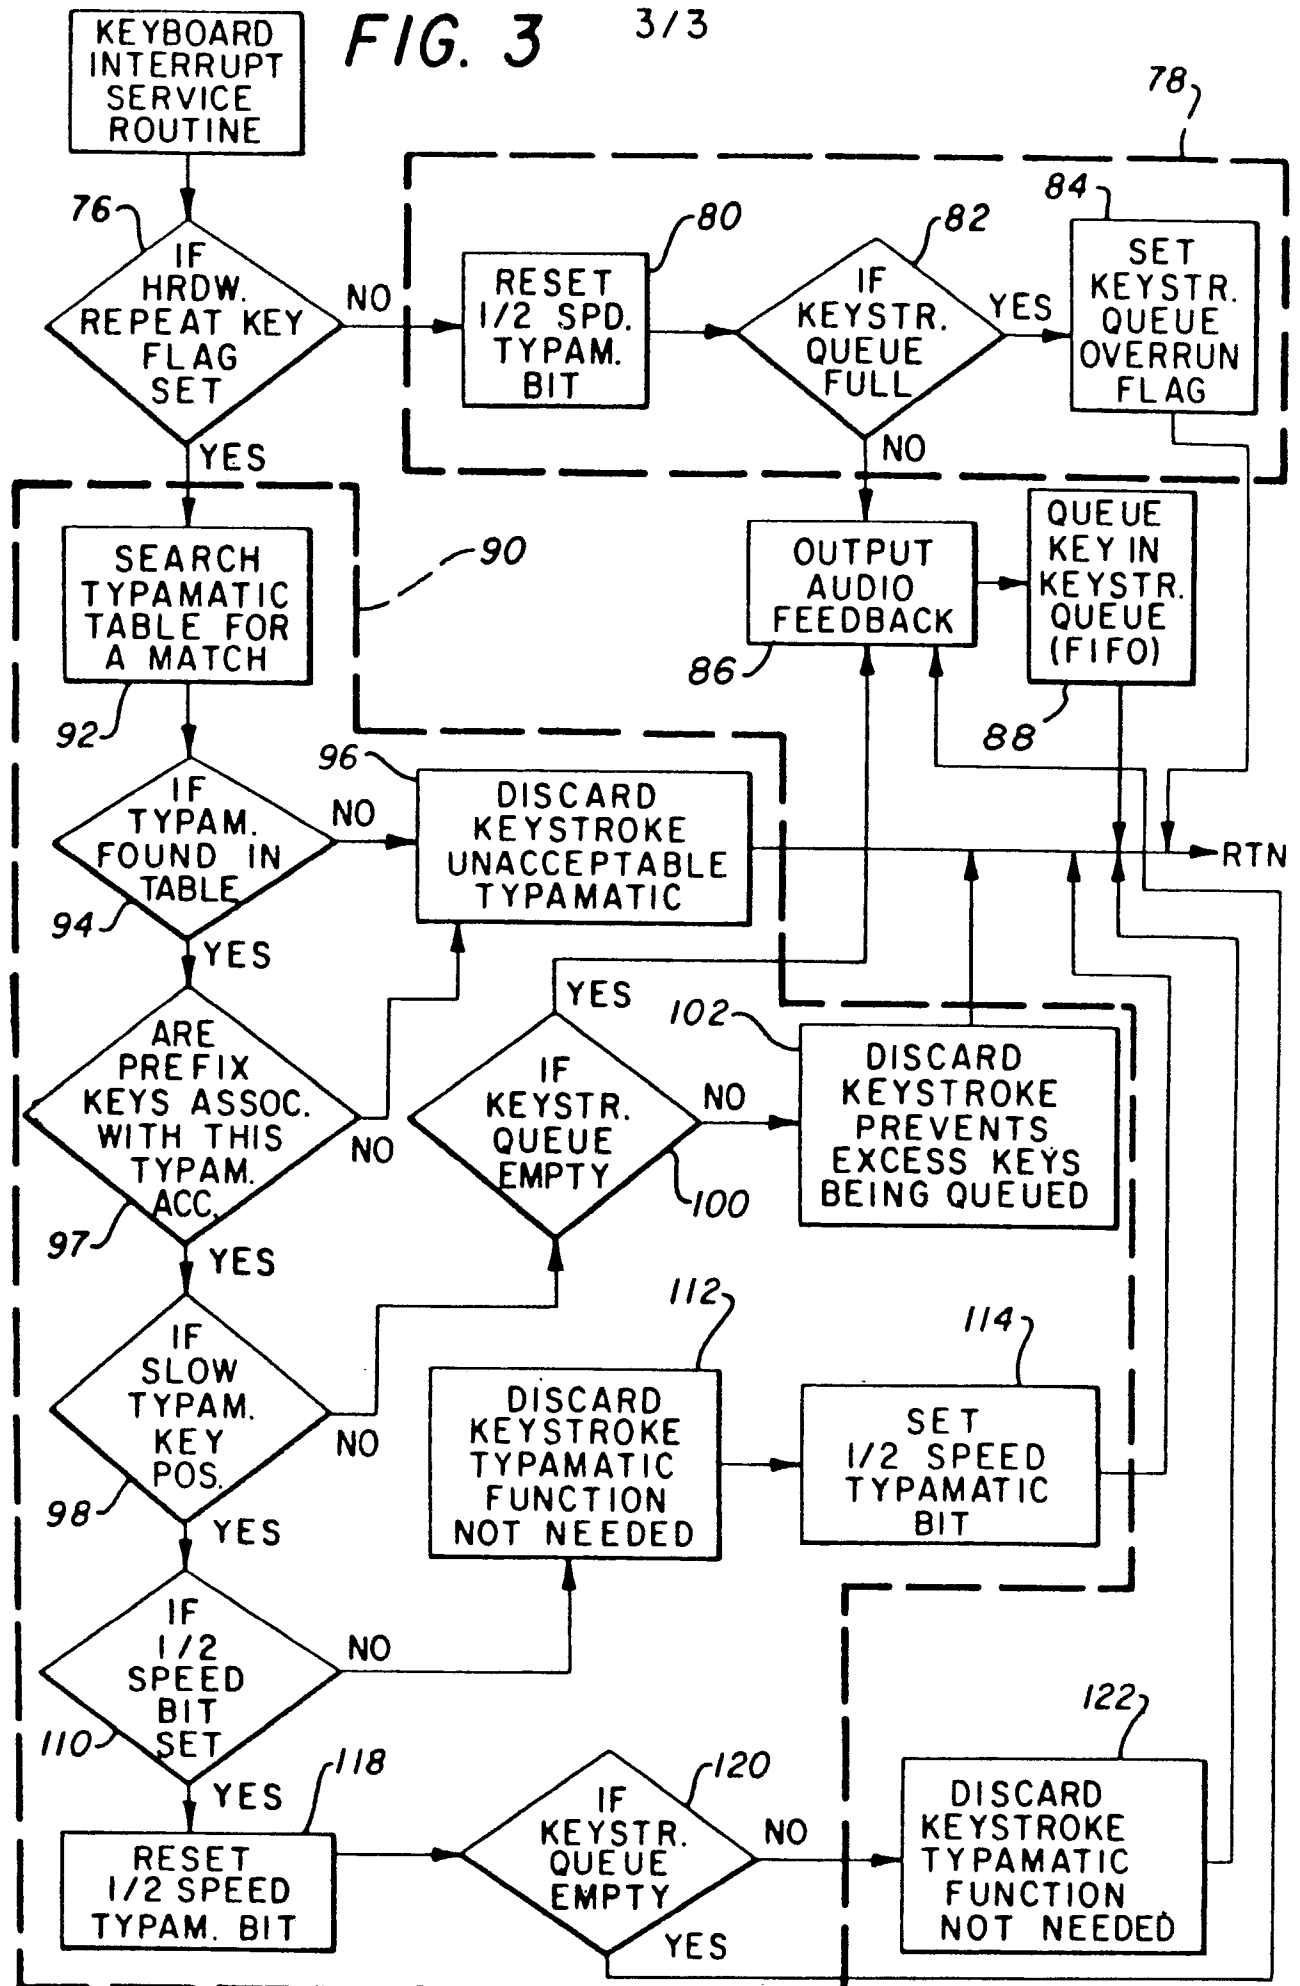 FIG. 3
3/3
KEYBOARD
INTERRUPT
SERVICE
ROUTINE
78
76
IF
HRDW.
REPEAT KEY
FLAG
SET
NO
YES
80
RESET
1/2 SPD.
TYPAM.
BIT
82
IF
KEYSTR.
QUEUE
FULL
YES
NO
84
SET
KEYSTR.
QUEUE
OVERRUN
FLAG
90
SEARCH
TYPAMATIC
TABLE FOR
A MATCH
92
OUTPUT
AUDIO
FEEDBACK
86
QUEUE
KEY IN
KEYSTR.
QUEUE
(FIFO)
88
IF
TYPAM.
FOUND IN
TABLE
94
NO
YES
96
DISCARD
KEYSTROKE
UNACCEPTABLE
TYPAMATIC
RTN
ARE
PREFIX
KEYS ASSOC.
WITH THIS
TYPAM.
ACC.
97
NO
YES
YES
IF
KEYSTR.
QUEUE
EMPTY
100
NO
102
DISCARD
KEYSTROKE
PREVENTS
EXCESS KEYS
BEING QUEUED
IF
SLOW
TYPAM.
KEY
POS.
98
NO
YES
112
DISCARD
KEYSTROKE
TYPAMATIC
FUNCTION
NOT NEEDED
114
SET
1/2 SPEED
TYPAMATIC
BIT
IF
1/2
SPEED
BIT
SET
110
NO
YES
118
RESET
1/2 SPEED
TYPAM. BIT
120
IF
KEYSTR.
QUEUE
EMPTY
NO
YES
122
DISCARD
KEYSTROKE
TYPAMATIC
FUNCTION
NOT NEEDED